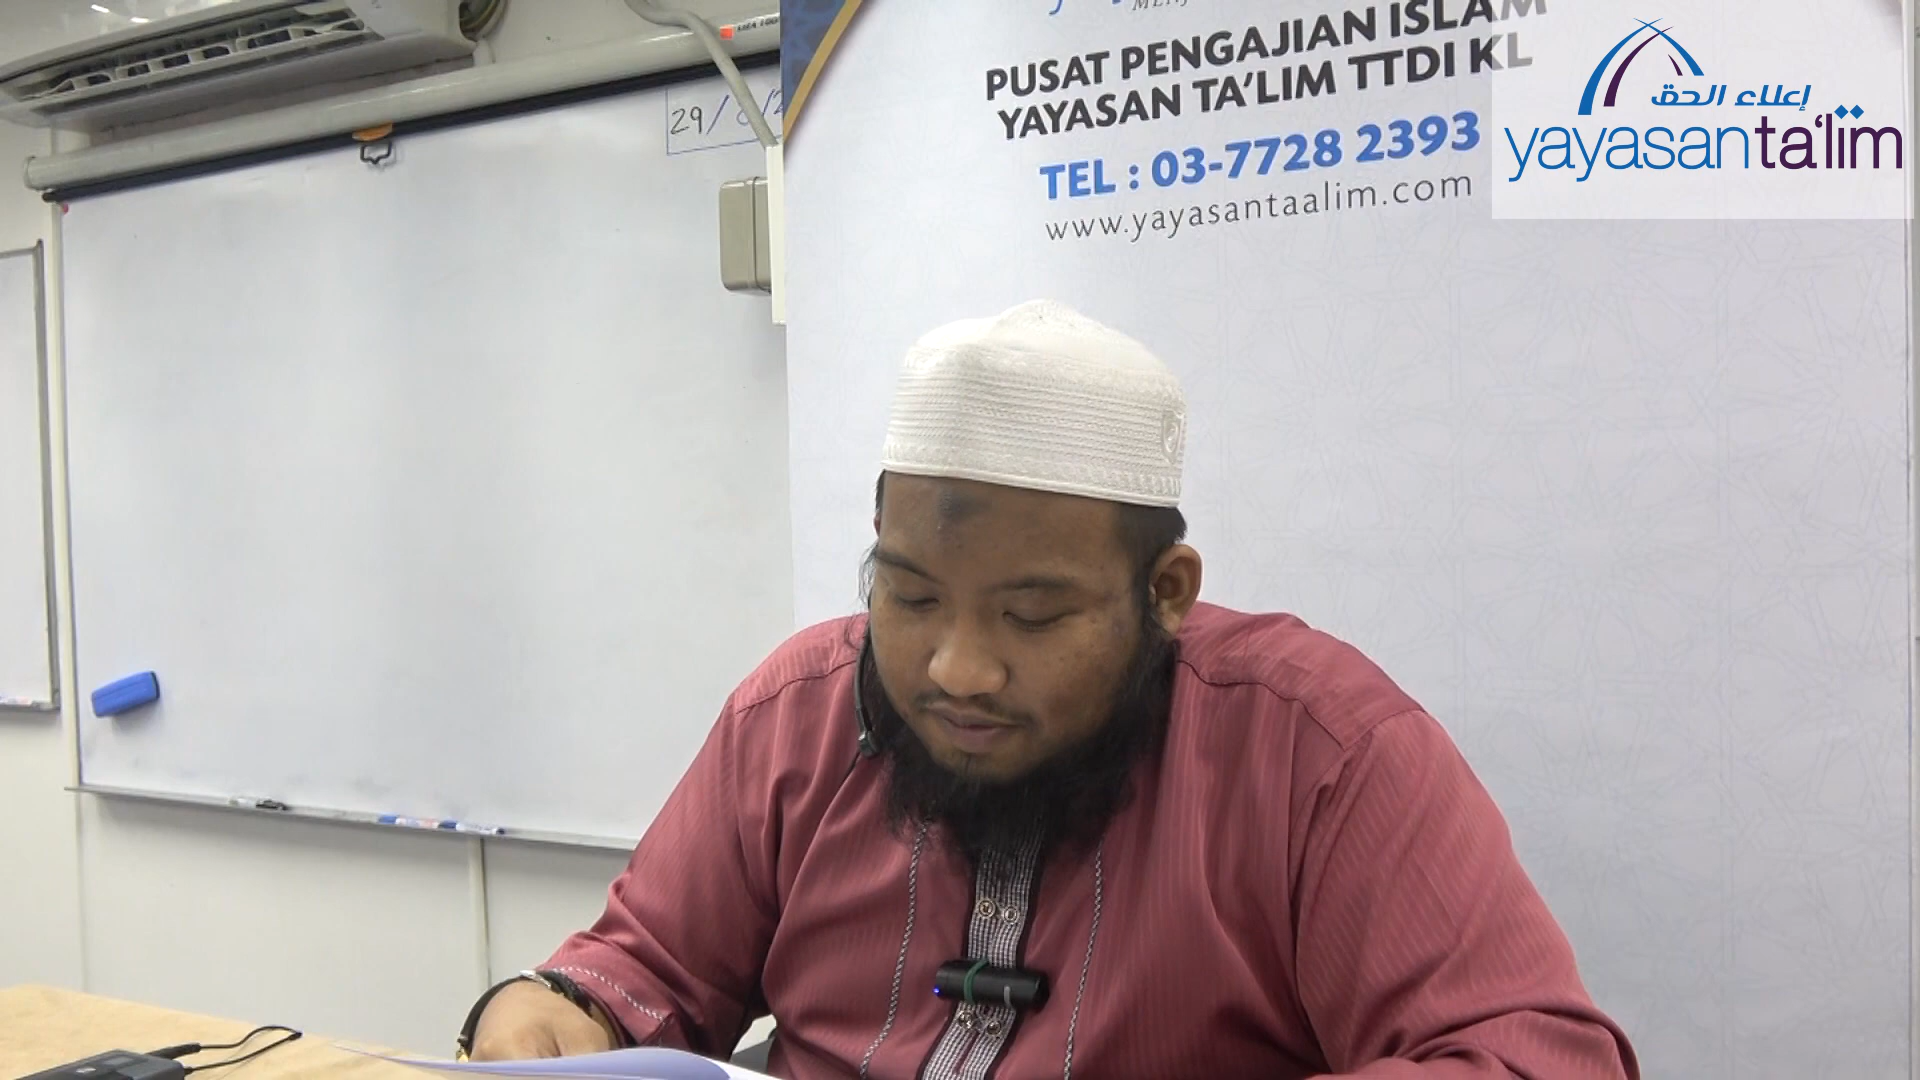 PUSAT PENGAJIAN ISLAM
YAYASAN TA'LIM TTDI KL
TEL : 03-7728 2393
www.yayasantaalim.com
إعلاء الحق
yayasanta'lim
29/